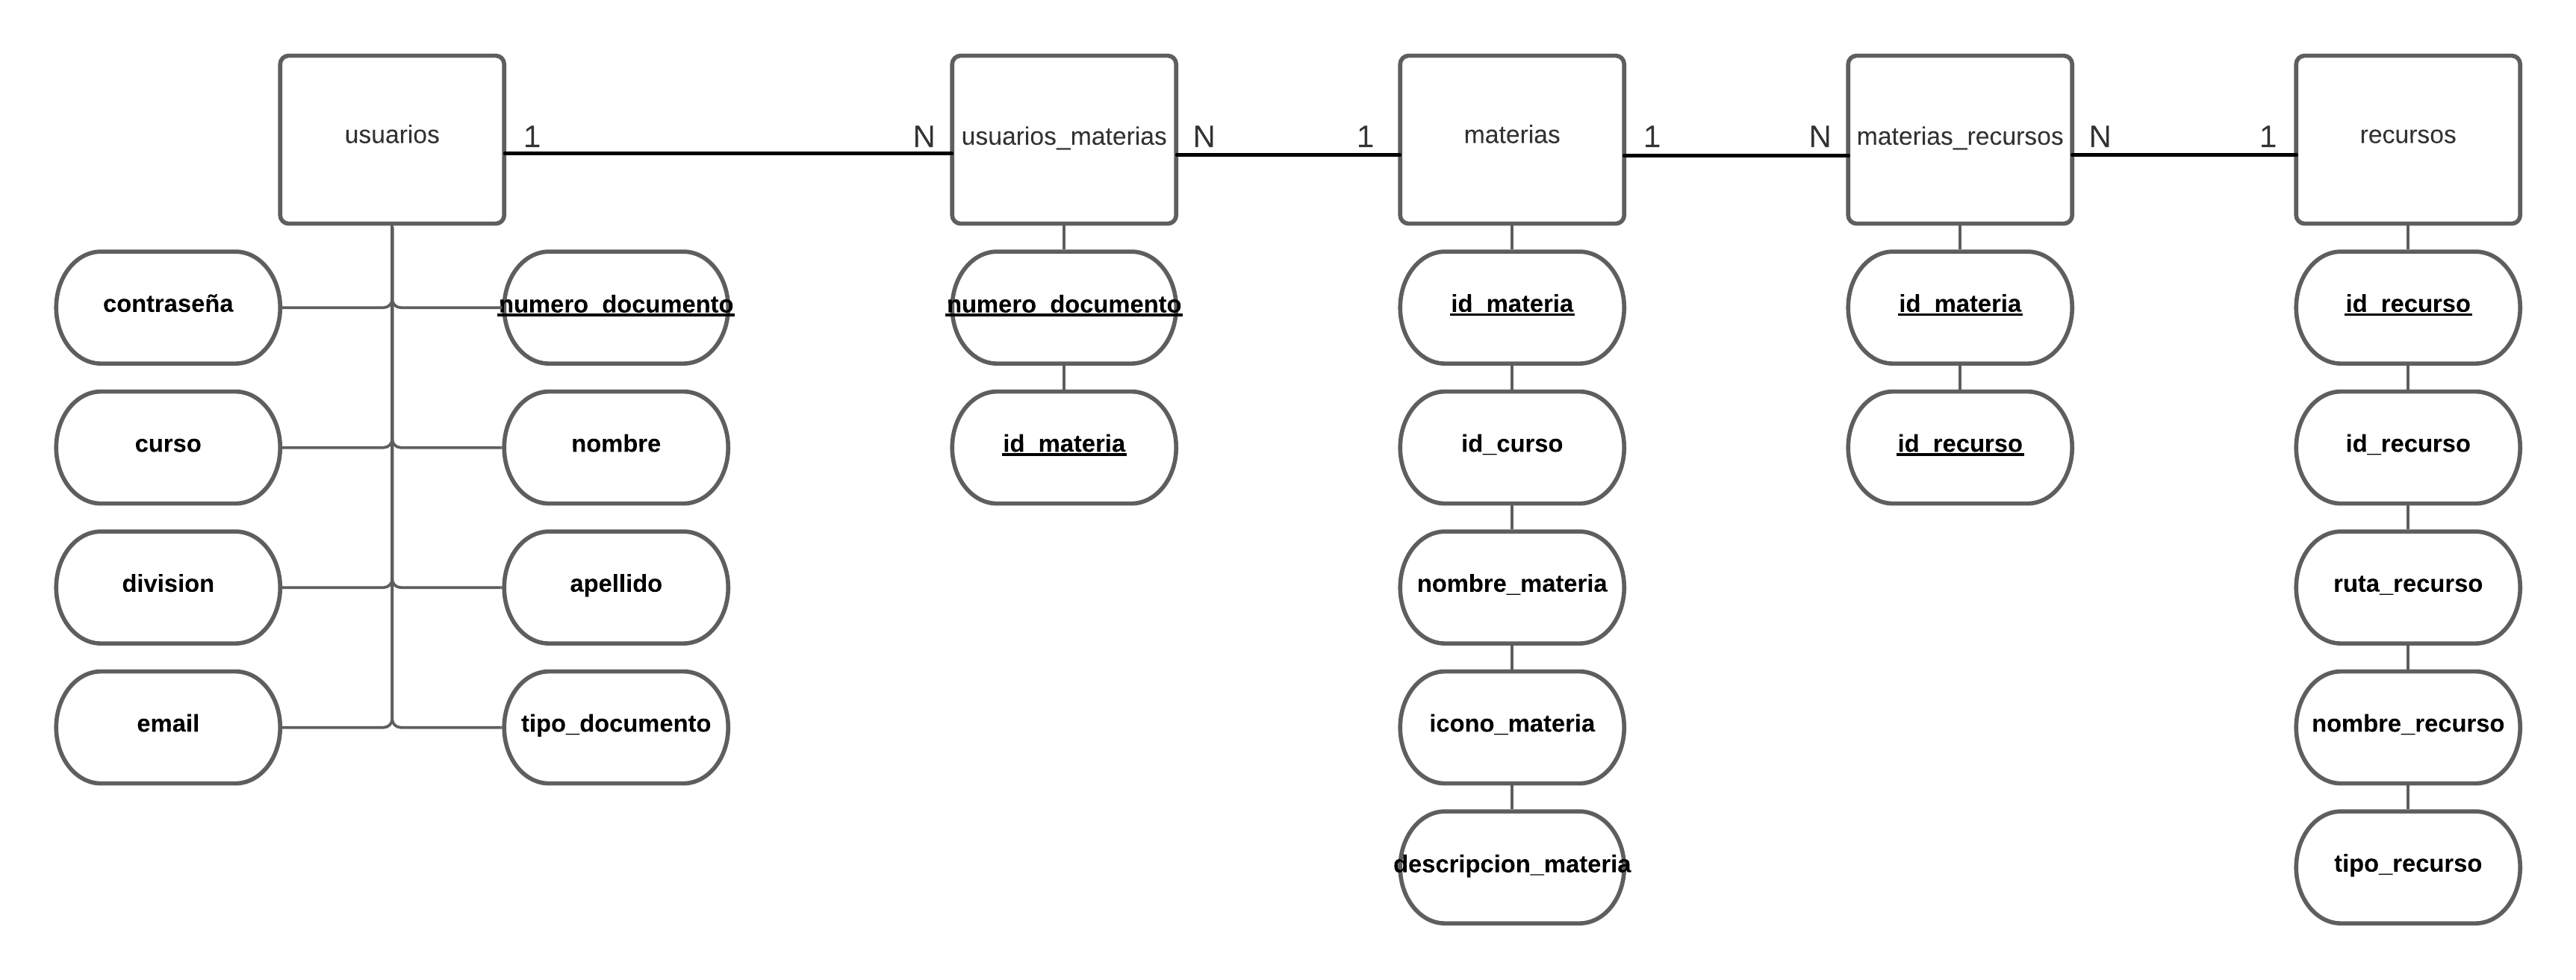 usuarios
1
N
usuarios_materias
N
1
materias
1
N
materias_recursos
N
1
recursos
contraseña
numero_documento
numero_documento
id_materia
id_materia
id_recurso
curso
nombre
id_materia
id_curso
id_recurso
id_recurso
division
apellido
nombre_materia
ruta_recurso
email
tipo_documento
icono_materia
nombre_recurso
descripcion_materia
tipo_recurso